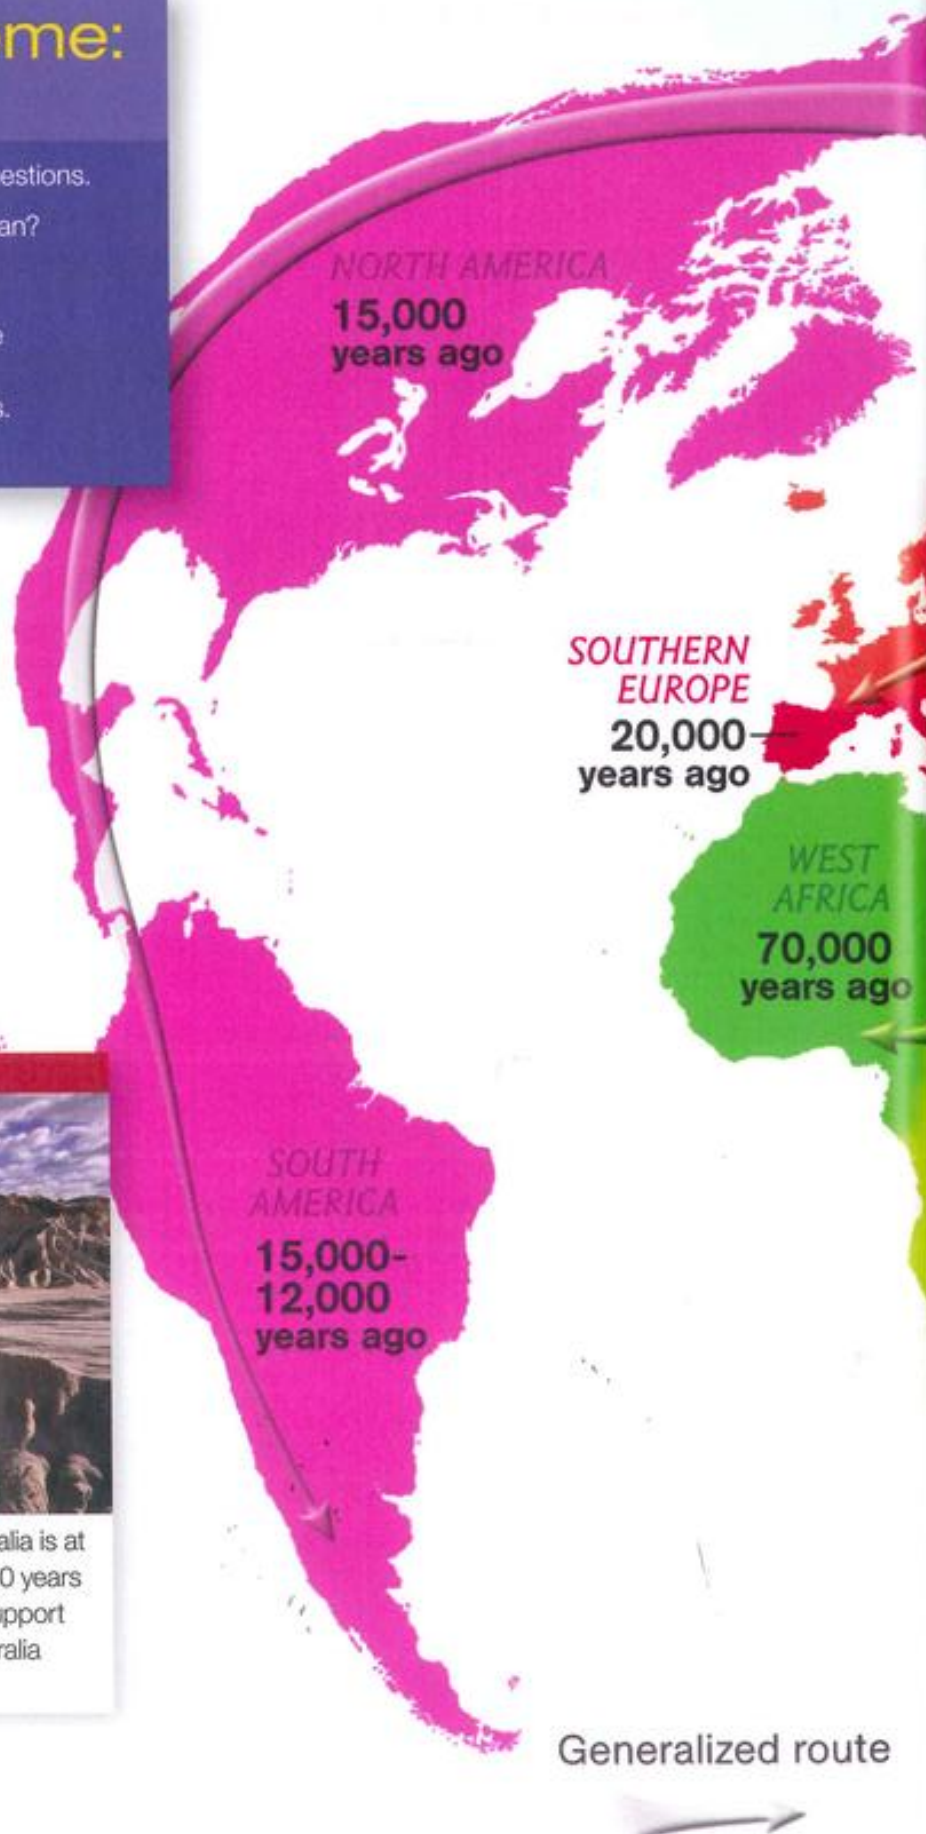 me:
estions.
an?
e
s.
NORTH AMERICA
15,000
years ago
SOUTHERN
EUROPE
20,000
years ago
WEST
AFRICA
70,000
years ago
SOUTH
AMERICA
15,000-
12,000
years ago
alia is at
0 years
upport
ralia
Generalized route